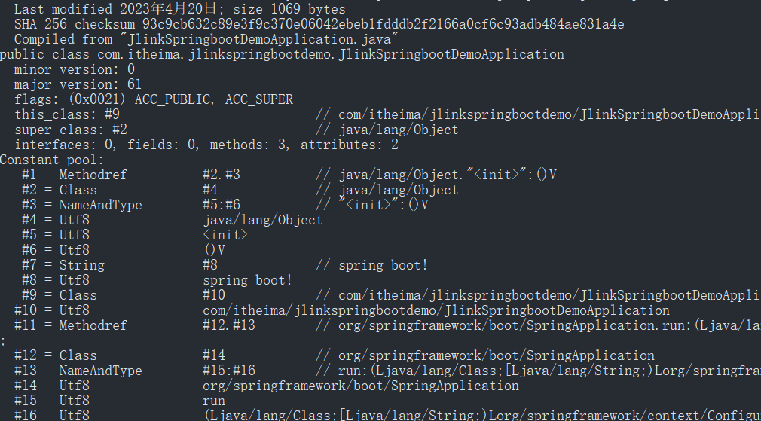 Last modified 2023年4月20日; size 1069 bytes
SHA 256 checksum 93c9cb632c89e3f9c370e06042ebeb1fdddb2f2166a0cf6c93adb484ae831a4e
Compiled from "JlinkSpringbootDemoApplication.java"
public class com.itheima.jlinkspringbootdemo.JlinkSpringbootDemoApplication
minor version: 0
major version: 61
flags: (0x0021) ACC_PUBLIC, ACC_SUPER
this_class: #9 // com/itheima/jlinkspringbootdemo/JlinkSpringbootDemoAppli
super class: #2 // java/lang/Object
interfaces: 0, fields: 0, methods: 3, attributes: 2
Constant pool:
#1 Methodref #2.#3 // java/lang/Object."<init>":()V
#2 = Class #4 // java/lang/Object
#3 = NameAndType #5:#6 // "<init>":()V
#4 = Utf8 java/lang/Object
#5 = Utf8 <init>
#6 = Utf8 ()V
#7 = String #8 // spring boot!
#8 = Utf8 spring boot!
#9 = Class #10 // com/itheima/jlinkspringbootdemo/JlinkSpringbootDemoAppli
#10 = Utf8 com/itheima/jlinkspringbootdemo/JlinkSpringbootDemoApplication
#11 = Methodref #12.#13 // org/springframework/boot/SpringApplication.run:(Ljava/la
:
#12 = Class #14 // org/springframework/boot/SpringApplication
#13 NameAndType #15:#16 // run:(Ljava/lang/Class;[Ljava/lang/String;)Lorg/springfram
#14 Utf8 org/springframework/boot/SpringApplication
#15 Utf8 run
#16 Utf8 (Ljava/lang/Class;[Ljava/lang/String;)Lorg/springframework/context/Configu